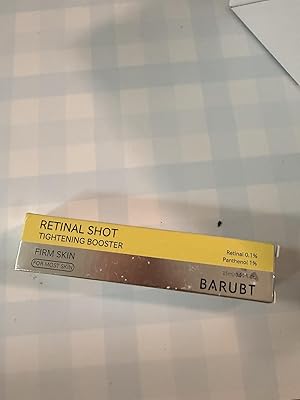 RETINAL SHOT
TIGHTENING BOOSTER
Retinal 0.1%
Panthenol 1%
FIRM SKIN
FOR MOST SKIN
BARUBT